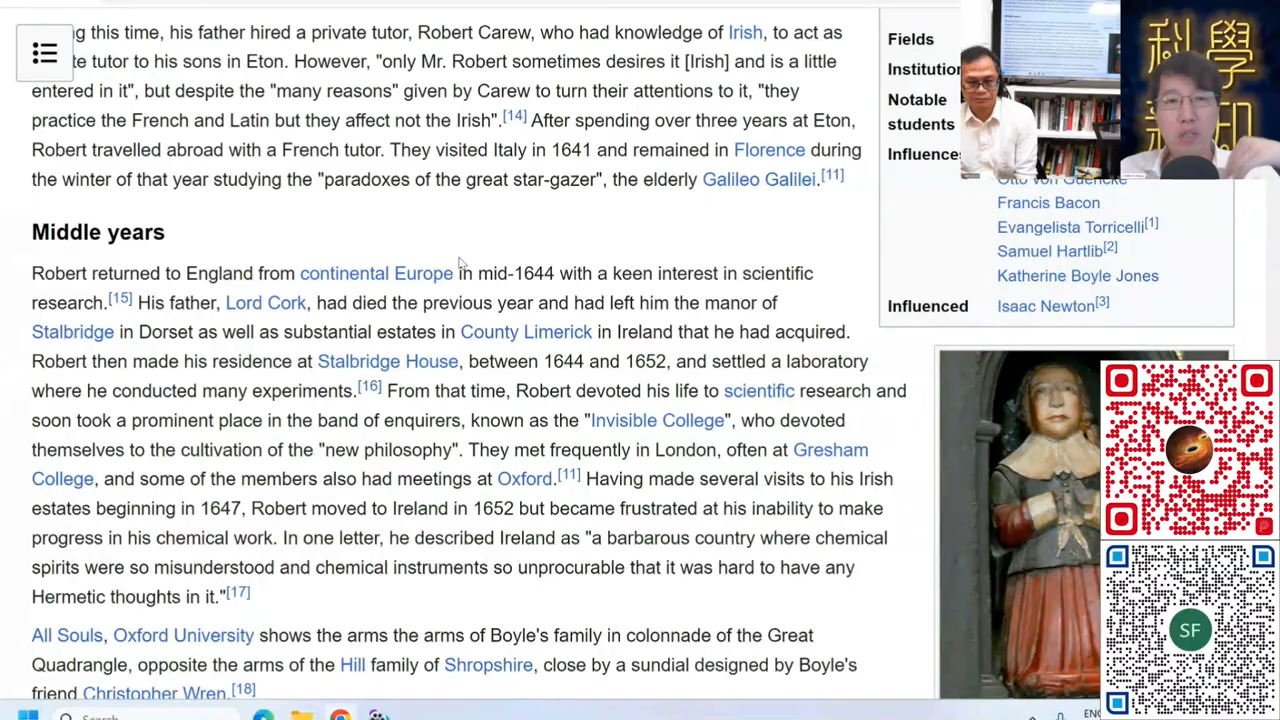 ng this time, his father hired a private tutor, Robert Carew, who had knowledge of Irish, to act as
te tutor to his sons in Eton. However, "only Mr. Robert sometimes desires it [Irish] and is a little
entered in it", but despite the "many reasons" given by Carew to turn their attentions to it, "they
practice the French and Latin but they affect not the Irish".[14] After spending over three years at Eton,
Robert travelled abroad with a French tutor. They visited Italy in 1641 and remained in Florence during
the winter of that year studying the "paradoxes of the great star-gazer", the elderly Galileo Galilei.[11]
Middle years
Robert returned to England from continental Europe in mid-1644 with a keen interest in scientific
research.[15] His father, Lord Cork, had died the previous year and had left him the manor of
Stalbridge in Dorset as well as substantial estates in County Limerick in Ireland that he had acquired.
Robert then made his residence at Stalbridge House, between 1644 and 1652, and settled a laboratory
where he conducted many experiments.[16] From that time, Robert devoted his life to scientific research and
soon took a prominent place in the band of enquirers, known as the "Invisible College", who devoted
themselves to the cultivation of the "new philosophy". They met frequently in London, often at Gresham
College, and some of the members also had meetings at Oxford.[11] Having made several visits to his Irish
estates beginning in 1647, Robert moved to Ireland in 1652 but became frustrated at his inability to make
progress in his chemical work. In one letter, he described Ireland as "a barbarous country where chemical
spirits were so misunderstood and chemical instruments so unprocurable that it was hard to have any
Hermetic thoughts in it."[17]
All Souls, Oxford University shows the arms the arms of Boyle's family in colonnade of the Great
Quadrangle, opposite the arms of the Hill family of Shropshire, close by a sundial designed by Boyle's
friend Christopher Wren.[18]
Fields
Institution
Notable
students
Influences
Otto von Guericke
Francis Bacon
Evangelista Torricelli[1]
Samuel Hartlib[2]
Katherine Boyle Jones
Influenced Isaac Newton[3]
科學
知
SF
Search
ENG